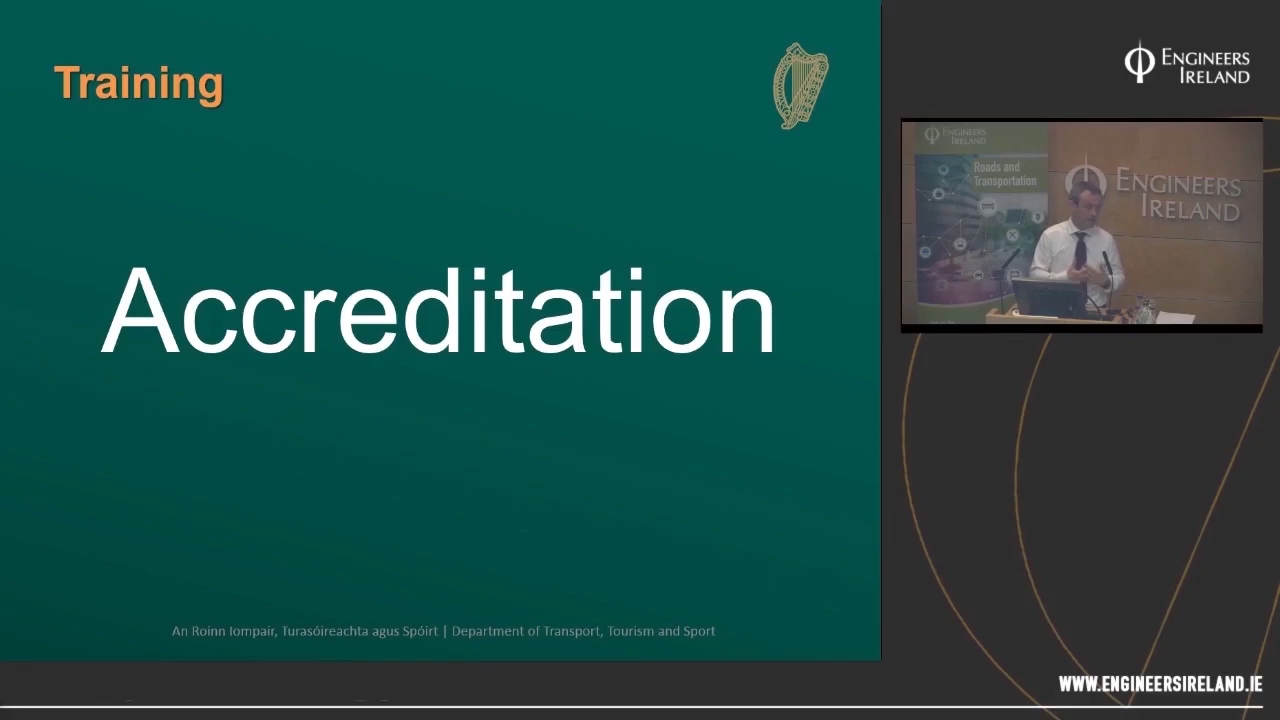 Training
Accreditation
An Roinn Iompair, Turasóireachta agus Spóirt | Department of Transport, Tourism and Sport
ENGINEERS
IRELAND
ENGINEERS
IRELAND
Roads and
Transportation
ENGINEERS
IRELAND
WWW.ENGINEERSIRELAND.IE